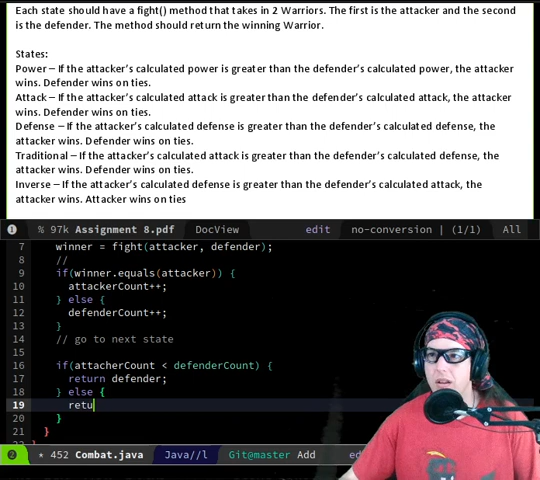 Each state should have a fight() method that takes in 2 Warriors. The first is the attacker and the second
is the defender. The method should return the winning Warrior.
States:
Power – If the attacker's calculated power is greater than the defender's calculated power, the attacker
wins. Defender wins on ties.
Attack – If the attacker's calculated attack is greater than the defender's calculated attack, the attacker
wins. Defender wins on ties.
Defense – If the attacker's calculated defense is greater than the defender's calculated defense, the
attacker wins. Defender wins on ties.
Traditional – If the attacker's calculated attack is greater than the defender's calculated defense, the
attacker wins. Defender wins on ties.
Inverse – If the attacker's calculated defense is greater than the defender's calculated attack, the
attacker wins. Attacker wins on ties
1 % 97k Assignment 8.pdf DocView edit no-conversion | (1/1) All
7 winner = fight(attacker, defender);
8 //
9 if(winner.equals(attacker)) {
10 attackerCount++;
11 } else {
12 defenderCount++;
13 }
14 // go to next state
15
16 if(attacherCount < defenderCount) {
17 return defender;
18 } else {
19 retu
20 }
21 }
2 * 452 Combat.java Java//l Git@master Add